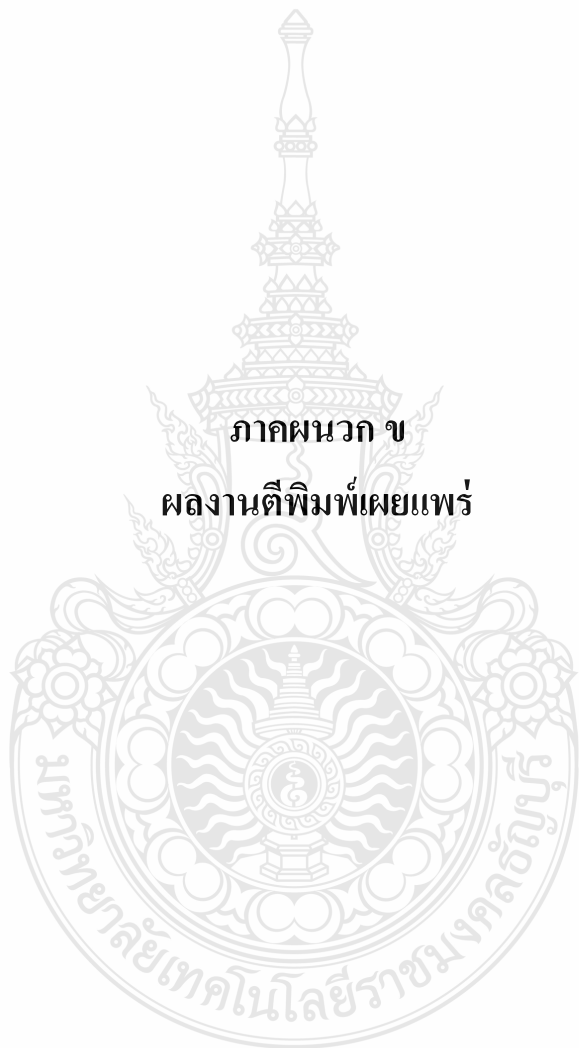 ภาคผนวก ข
ผลงานตีพิมพ์เผยแพร่
มหาวิทยาลัยเทคโนโลยีราชมงคลธัญบุรี